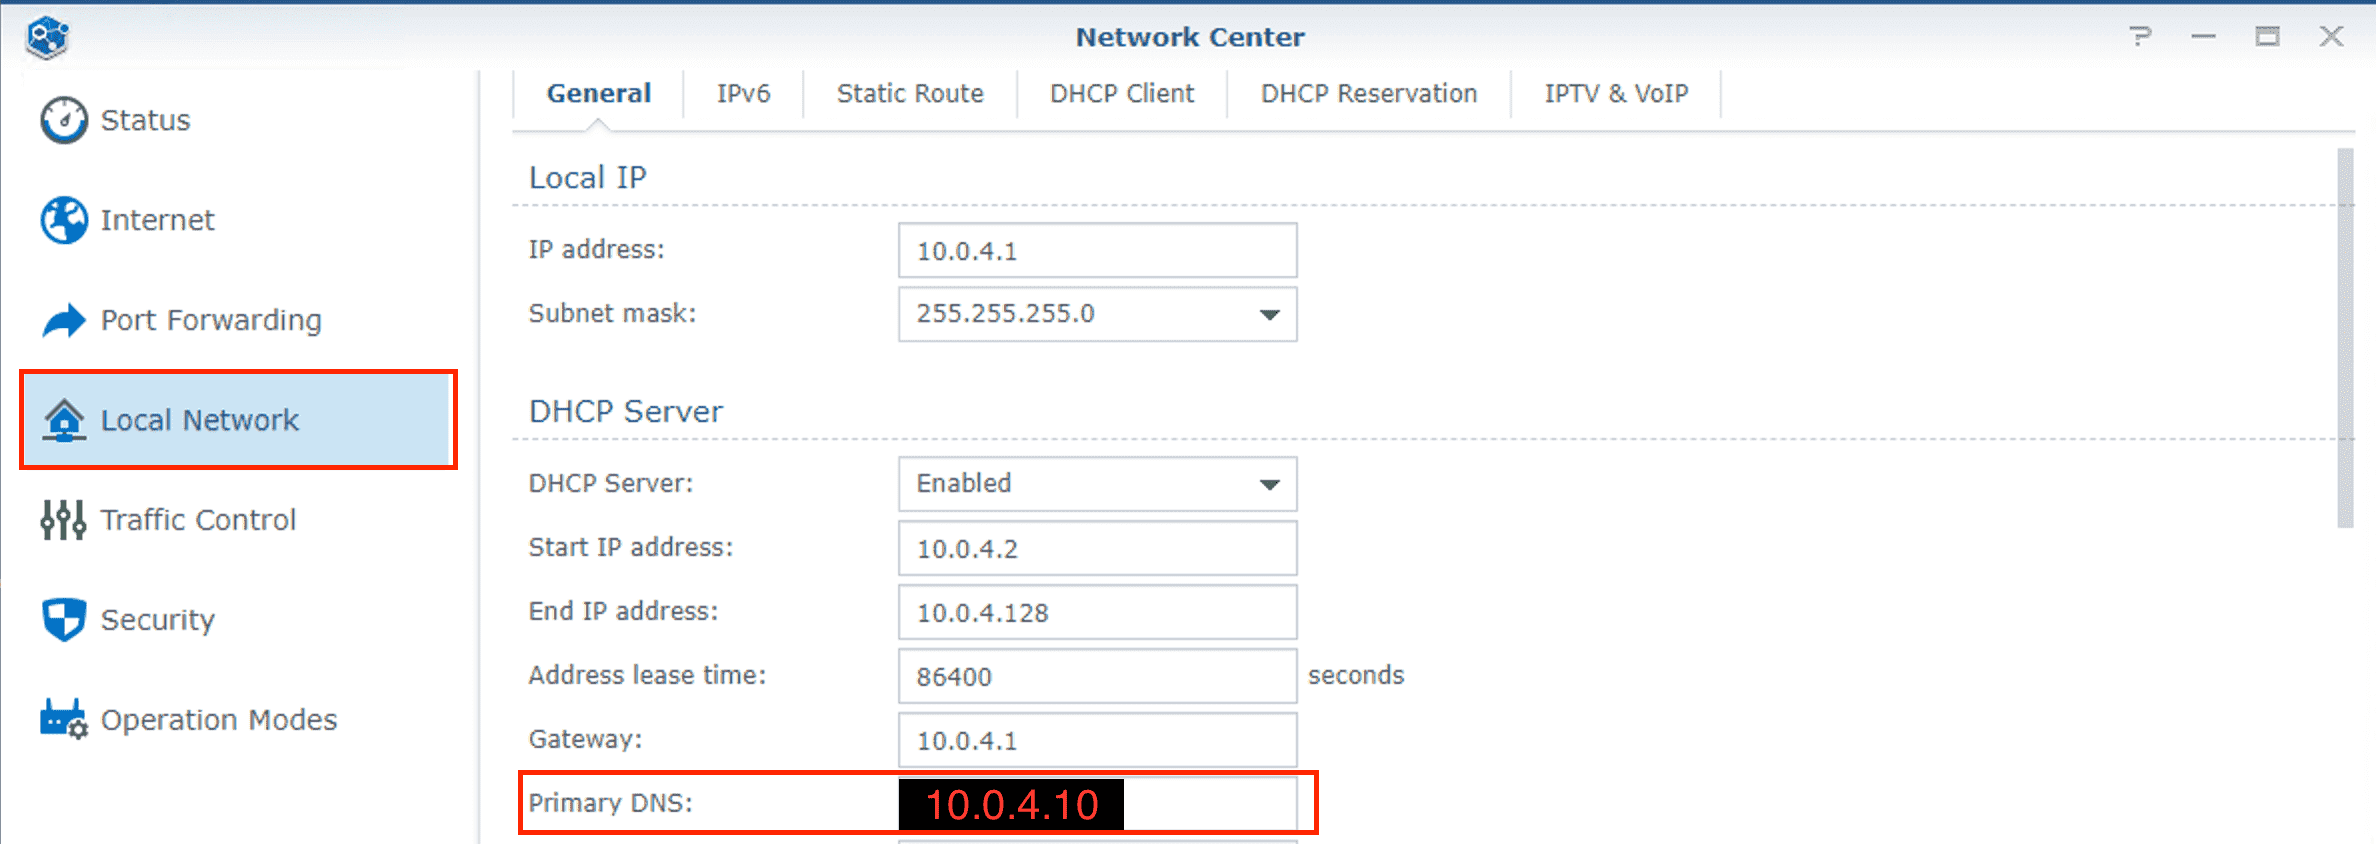 Network Center
Status
Internet
Port Forwarding
Local Network
Traffic Control
Security
Operation Modes
General IPv6 Static Route DHCP Client DHCP Reservation IPTV & VoIP
Local IP
IP address: 10.0.4.1
Subnet mask: 255.255.255.0
DHCP Server
DHCP Server: Enabled
Start IP address: 10.0.4.2
End IP address: 10.0.4.128
Address lease time: 86400 seconds
Gateway: 10.0.4.1
Primary DNS: 10.0.4.10